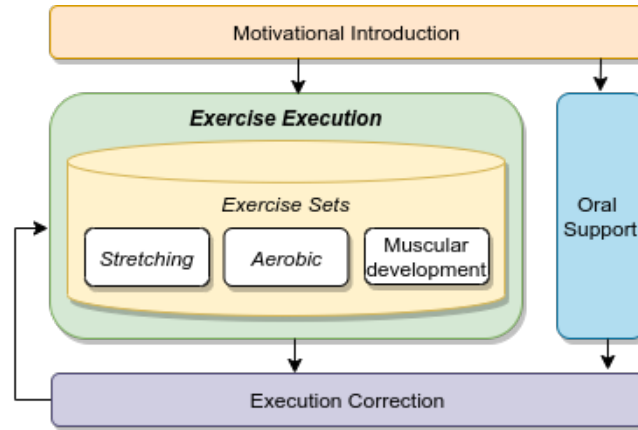 Motivational Introduction
Exercise Execution
Exercise Sets
Stretching
Aerobic
Muscular
development
Oral
Support
Execution Correction